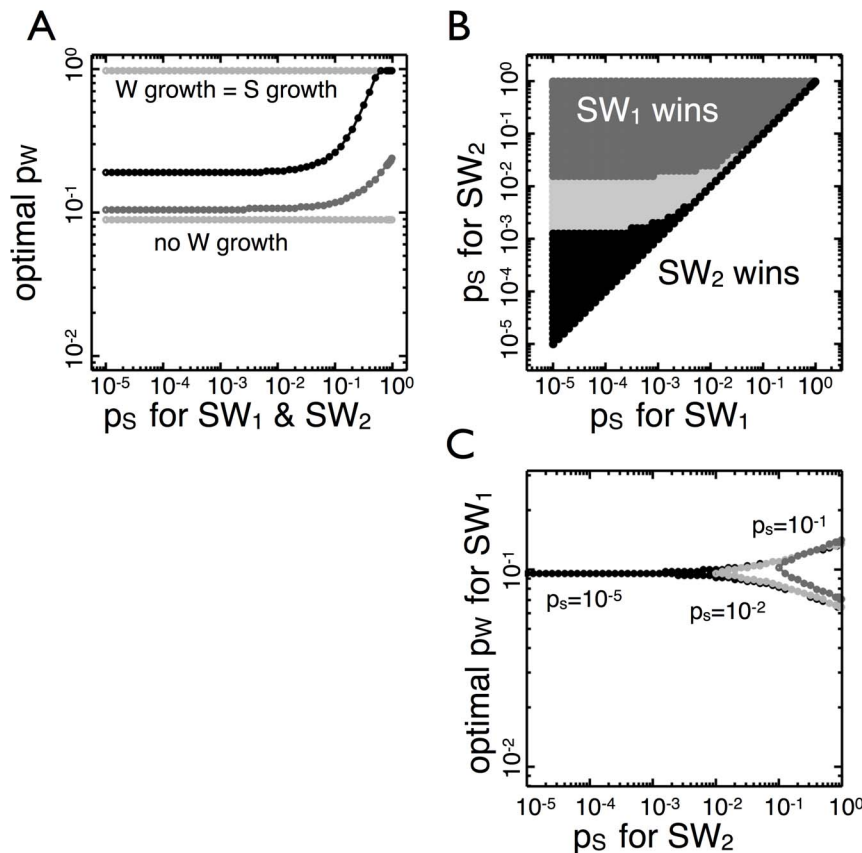 A
optimal pw
10⁰
10⁻¹
10⁻²
W growth = S growth
no W growth
10⁻⁵ 10⁻⁴ 10⁻³ 10⁻² 10⁻¹ 10⁰
pS for SW₁ & SW₂
B
pS for SW₂
10⁰
10⁻¹
10⁻²
10⁻³
10⁻⁴
10⁻⁵
SW₁ wins
SW₂ wins
10⁻⁵ 10⁻⁴ 10⁻³ 10⁻² 10⁻¹ 10⁰
pS for SW₁
C
optimal pw for SW₁
10⁻¹
10⁻²
pS=10⁻¹
pS=10⁻⁵
pS=10⁻²
10⁻⁵ 10⁻⁴ 10⁻³ 10⁻² 10⁻¹ 10⁰
pS for SW₂